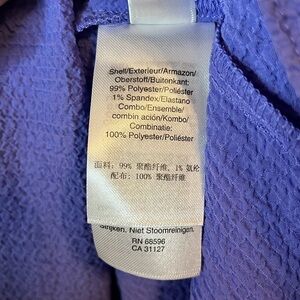 Shell/Exterieur/Armazon/
Oberstoff/Buitenkant:
99% Polyester/Poliéster
1% Spandex/Elastano
Combo/Ensemble/
combin ación/Kombo/
Combinatie:
100% Polyester/Poliéster
面料: 99% 聚酯纤维, 1% 氨纶
配布: 100% 聚酯纤维
Strijken, Niet Stoomreinigen.
RN 68596
CA 31127